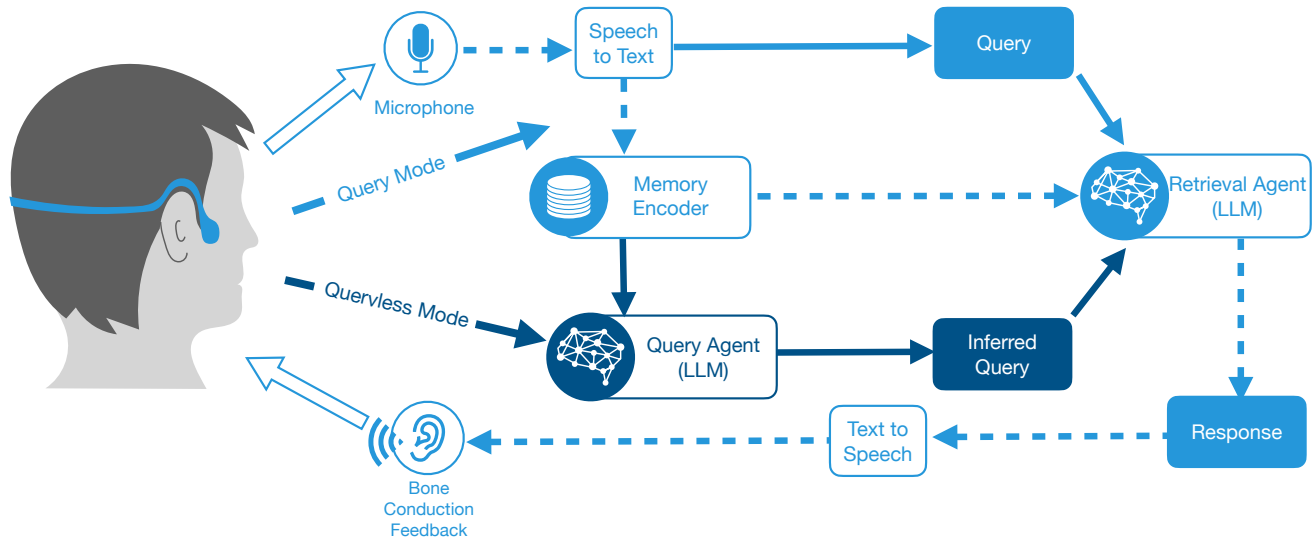 Speech
to Text
Query
Microphone
Query Mode
Memory
Encoder
Retrieval Agent
(LLM)
Queryless Mode
Query Agent
(LLM)
Inferred
Query
Text to
Speech
Response
Bone
Conduction
Feedback